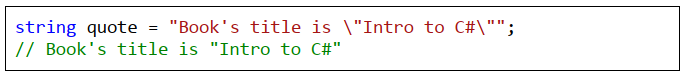 string quote = "Book's title is \"Intro to C#\"";
// Book's title is "Intro to C#"